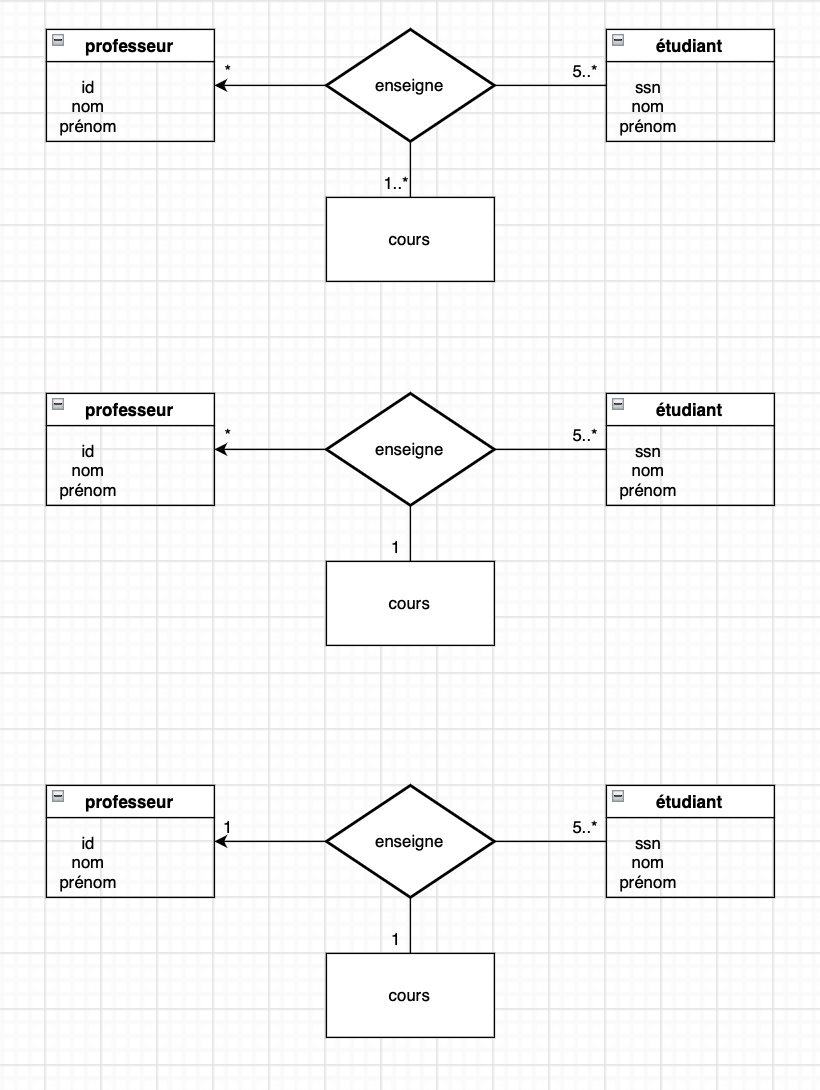 professeur
id
nom
prénom
*
enseigne
5..*
étudiant
ssn
nom
prénom
1..*
cours
professeur
id
nom
prénom
*
enseigne
5..*
étudiant
ssn
nom
prénom
1
cours
professeur
id
nom
prénom
1
enseigne
5..*
étudiant
ssn
nom
prénom
1
cours